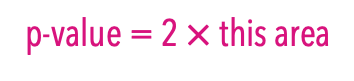 p-value = 2 × this area